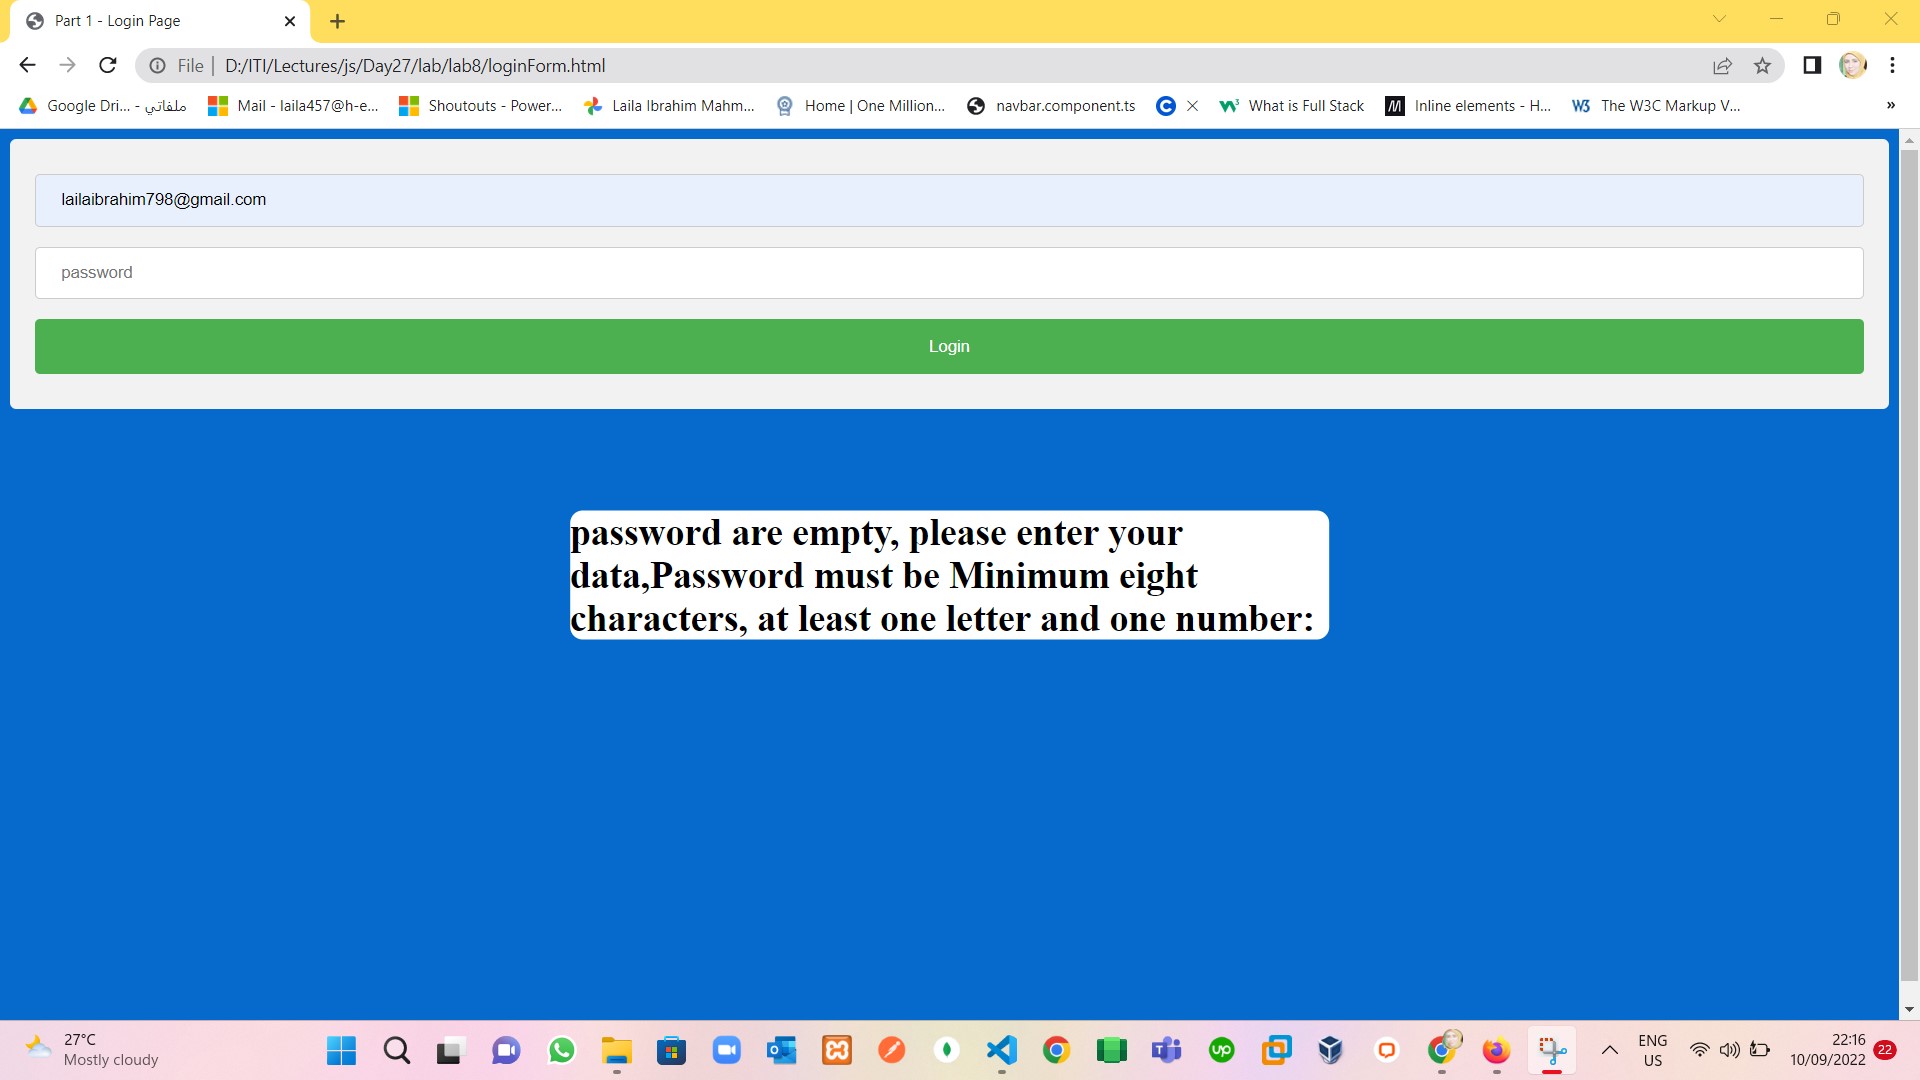 Part 1 - Login Page
File
D:/ITI/Lectures/js/Day27/lab/lab8/loginForm.html
Google Dri... - ملفاتي
Mail - laila457@h-e...
Shoutouts - Power...
Laila Ibrahim Mahm...
Home | One Million...
navbar.component.ts
What is Full Stack
Inline elements - H...
The W3C Markup V...
lailaibrahim798@gmail.com
password
Login
password are empty, please enter your
data,Password must be Minimum eight
characters, at least one letter and one number:
27°C
Mostly cloudy
ENG
US
22:16
10/09/2022
22